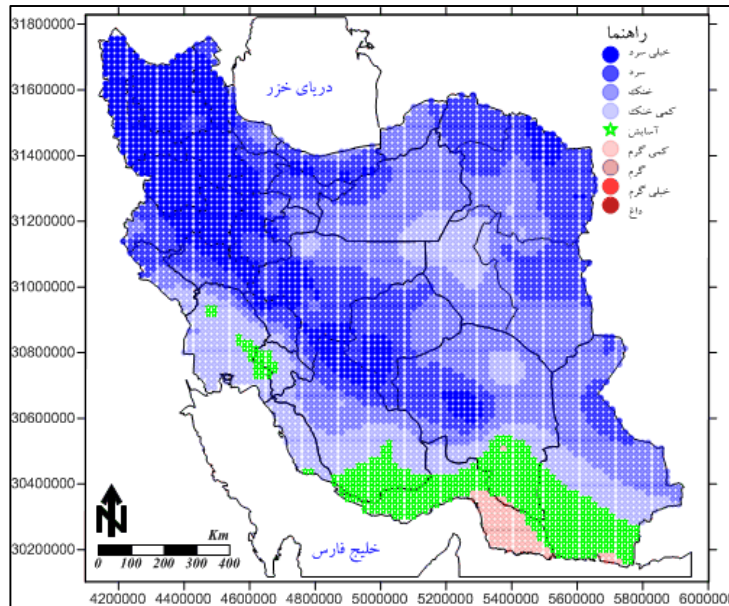 31800000
31600000
31400000
31200000
31000000
30800000
30600000
30400000
30200000
دریای خزر
راهنما
خیلی سرد
سرد
خنک
کمی خنک
آسایش
کمی گرم
گرم
خیلی گرم
داغ
N
Km
0 100 200 300 400
خلیج فارس
4200000 4400000 4600000 4800000 5000000 5200000 5400000 5600000 5800000 6000000